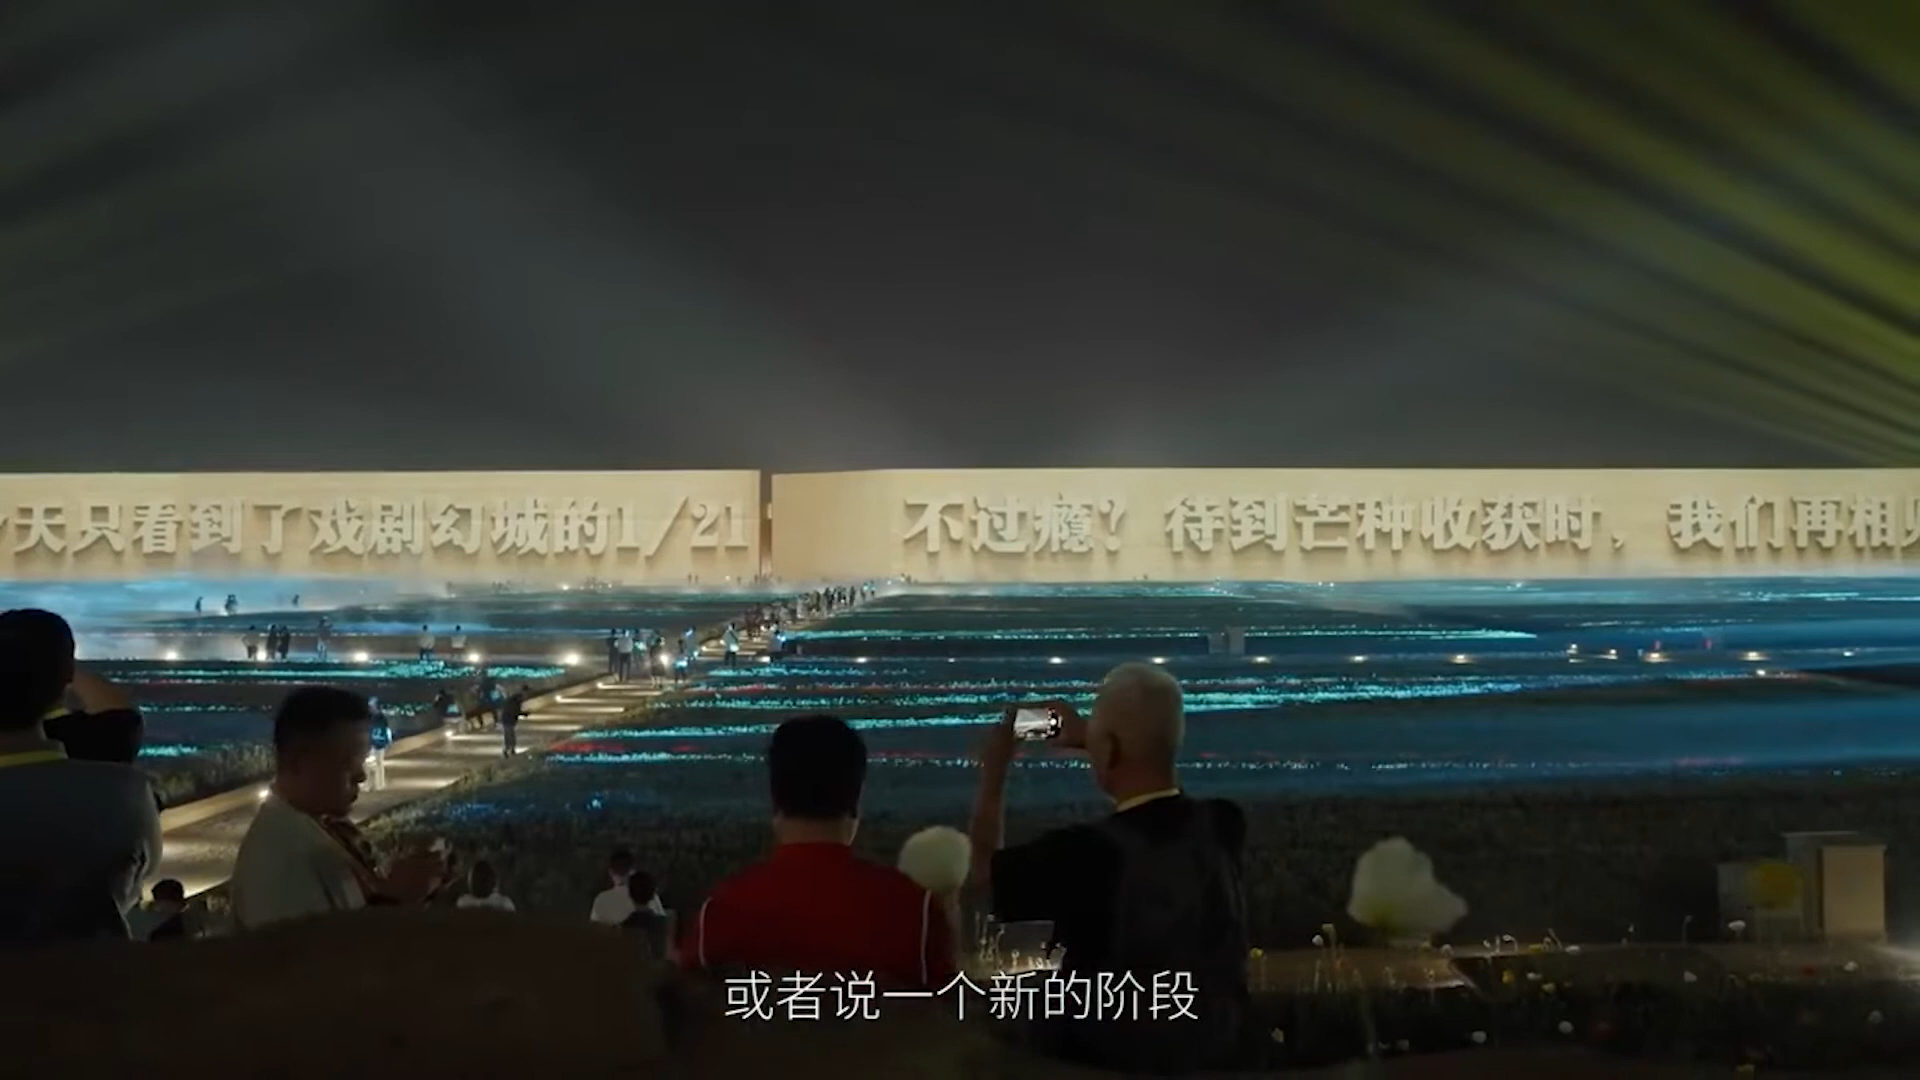 天只看到了戏剧幻城的1/21
不过瘾？待到芒种收获时，我们再相见
或者说一个新的阶段